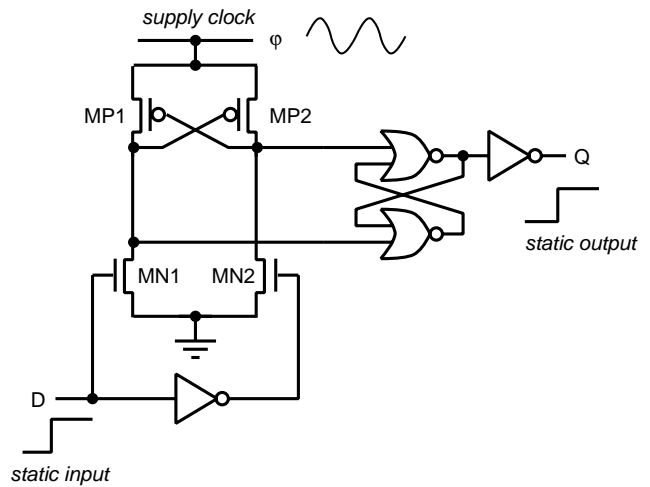 supply clock
φ
MP1
MP2
Q
static output
MN1
MN2
D
static input